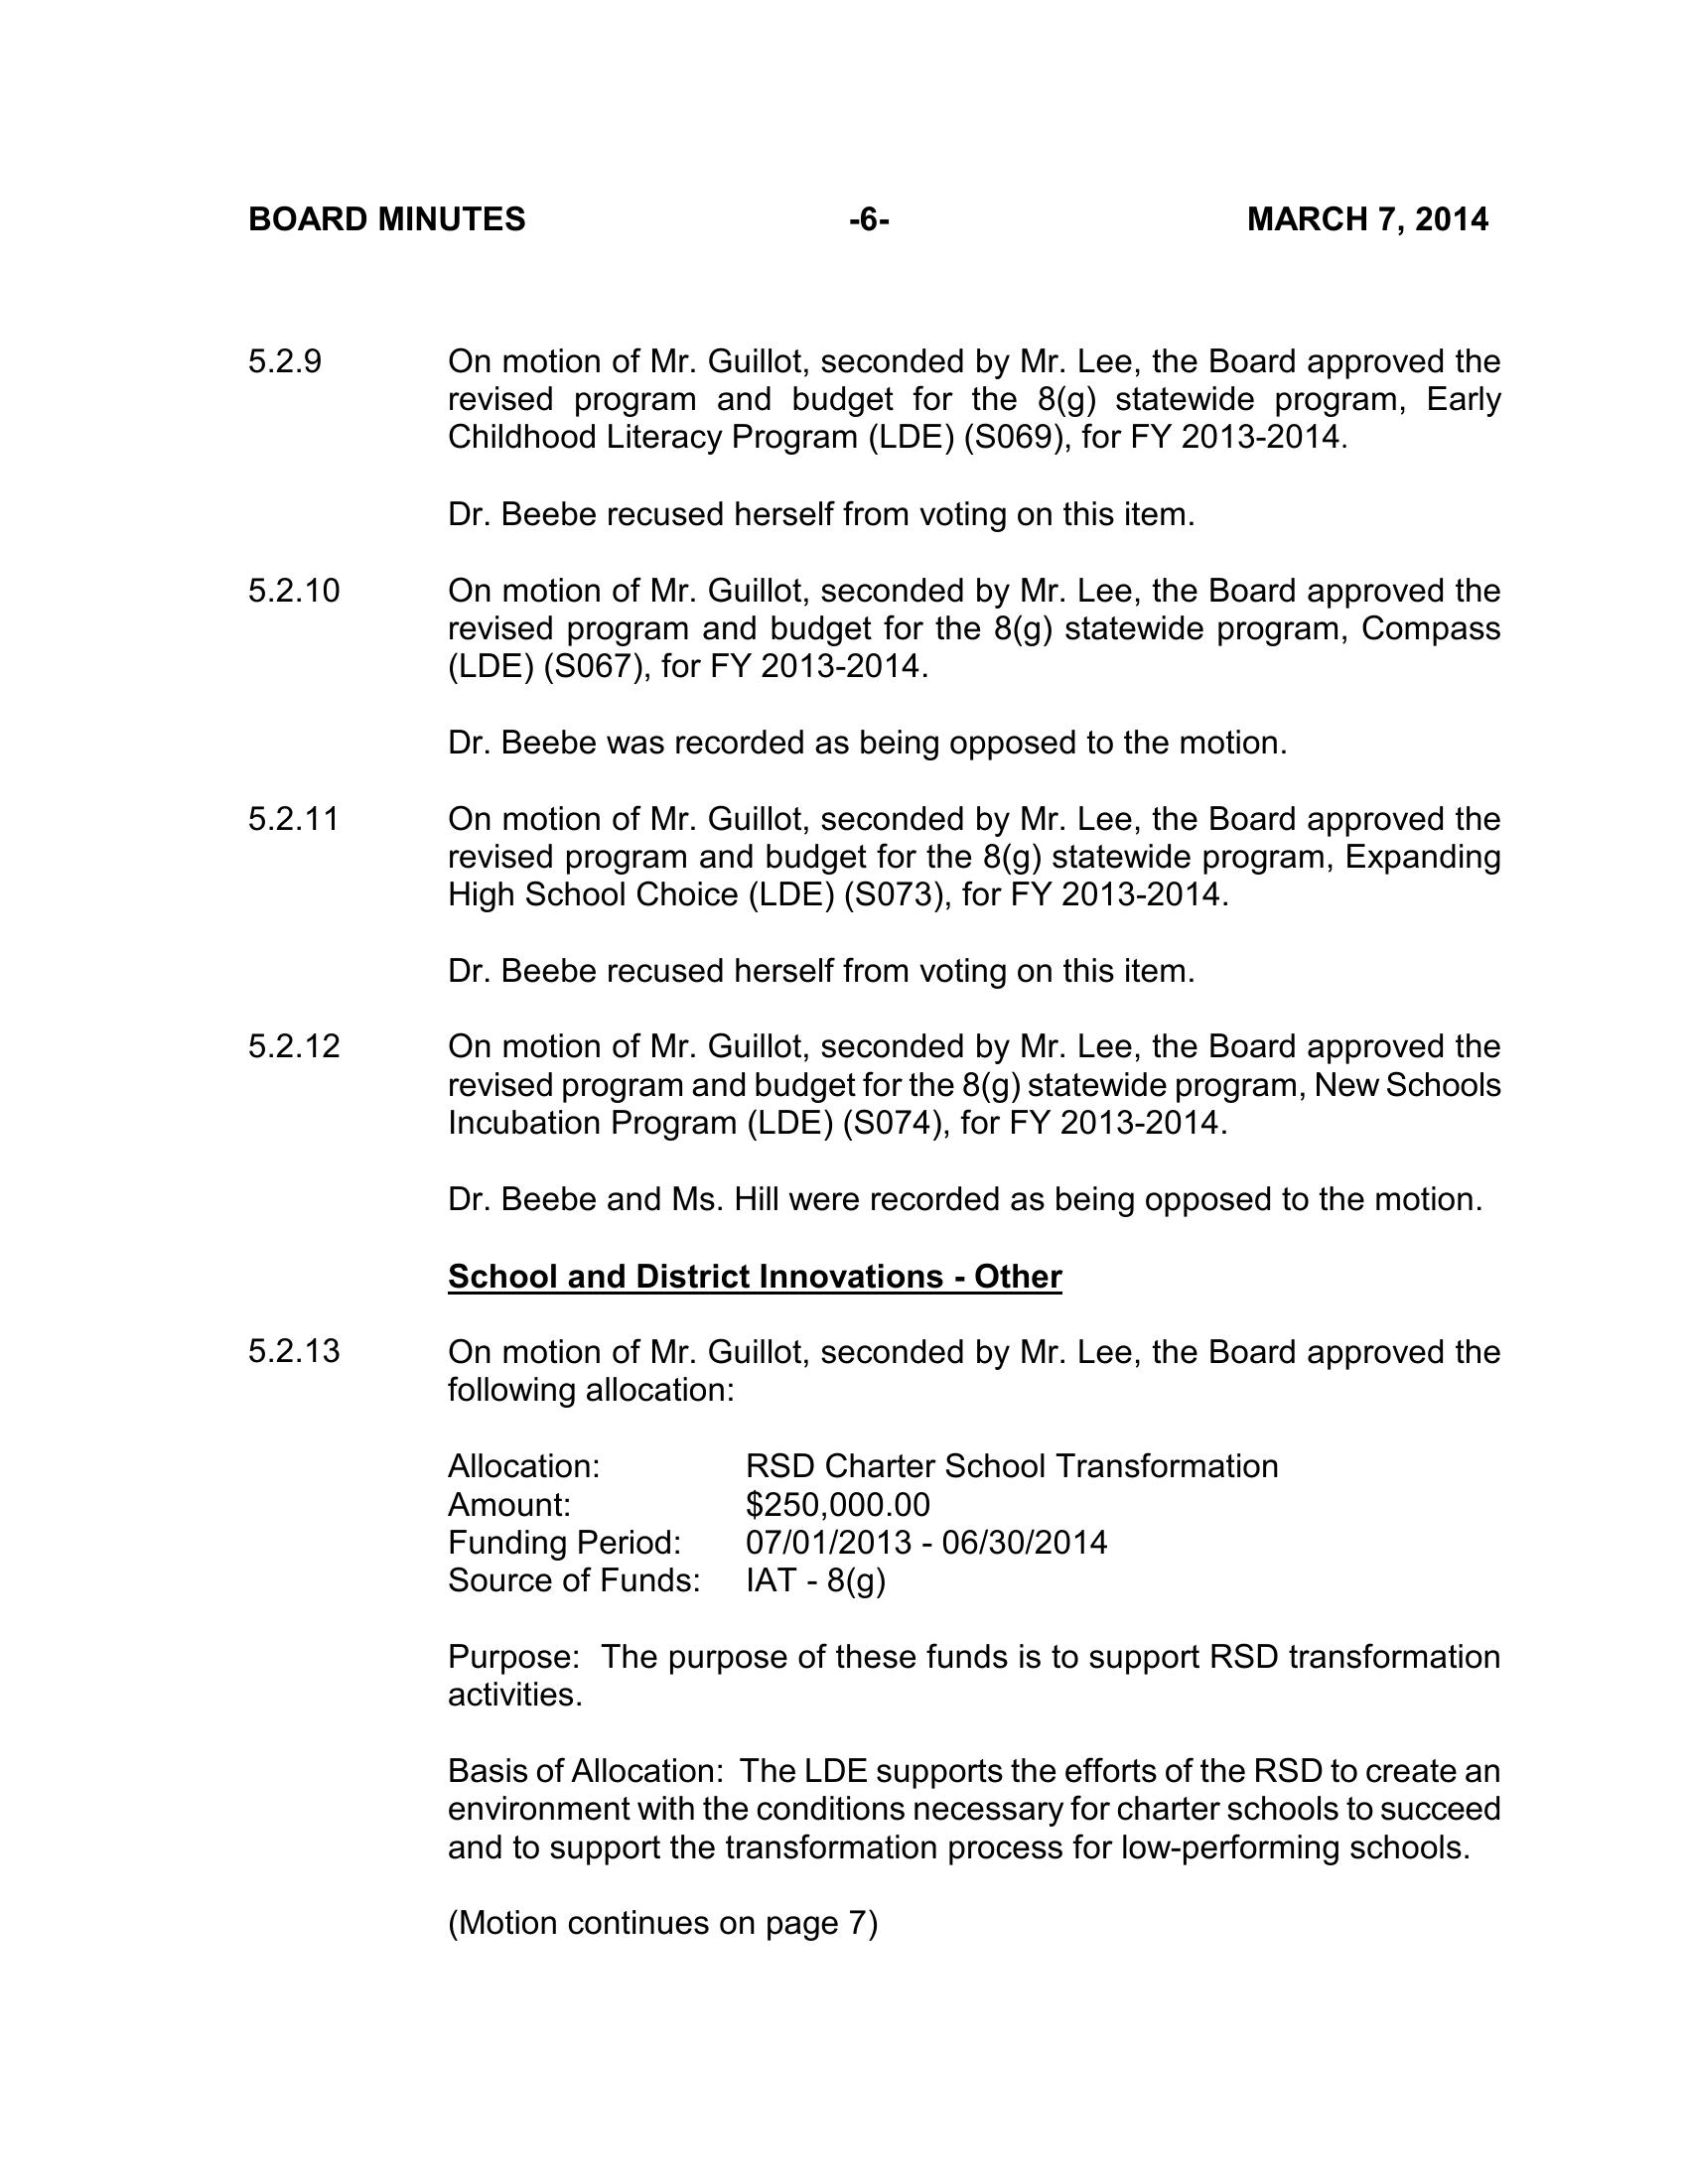 BOARD MINUTES -6- MARCH 7, 2014
5.2.9 On motion of Mr. Guillot, seconded by Mr. Lee, the Board approved the
revised program and budget for the 8(g) statewide program, Early
Childhood Literacy Program (LDE) (S069), for FY 2013-2014.
Dr. Beebe recused herself from voting on this item.
5.2.10 On motion of Mr. Guillot, seconded by Mr. Lee, the Board approved the
revised program and budget for the 8(g) statewide program, Compass
(LDE) (S067), for FY 2013-2014.
Dr. Beebe was recorded as being opposed to the motion.
5.2.11 On motion of Mr. Guillot, seconded by Mr. Lee, the Board approved the
revised program and budget for the 8(g) statewide program, Expanding
High School Choice (LDE) (S073), for FY 2013-2014.
Dr. Beebe recused herself from voting on this item.
5.2.12 On motion of Mr. Guillot, seconded by Mr. Lee, the Board approved the
revised program and budget for the 8(g) statewide program, New Schools
Incubation Program (LDE) (S074), for FY 2013-2014.
Dr. Beebe and Ms. Hill were recorded as being opposed to the motion.
School and District Innovations - Other
5.2.13 On motion of Mr. Guillot, seconded by Mr. Lee, the Board approved the
following allocation:
Allocation: RSD Charter School Transformation
Amount: $250,000.00
Funding Period: 07/01/2013 - 06/30/2014
Source of Funds: IAT - 8(g)
Purpose: The purpose of these funds is to support RSD transformation
activities.
Basis of Allocation: The LDE supports the efforts of the RSD to create an
environment with the conditions necessary for charter schools to succeed
and to support the transformation process for low-performing schools.
(Motion continues on page 7)